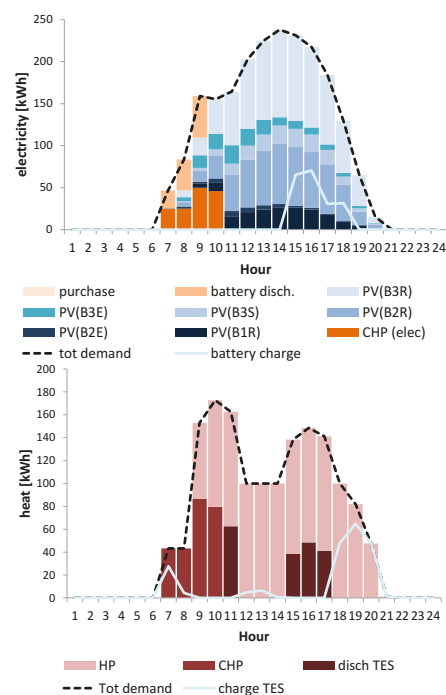 250
200
150
100
50
0
electricity [kWh]
1 2 3 4 5 6 7 8 9 10 11 12 13 14 15 16 17 18 19 20 21 22 23 24
Hour
purchase battery disch. PV(B3R)
PV(B3E) PV(B3S) PV(B2R)
PV(B2E) PV(B1R) CHP (elec)
tot demand battery charge
180
160
140
120
100
80
60
40
20
0
heat [kWh]
1 2 3 4 5 6 7 8 9 10 11 12 13 14 15 16 17 18 19 20 21 22 23 24
Hour
HP CHP disch TES
Tot demand charge TES